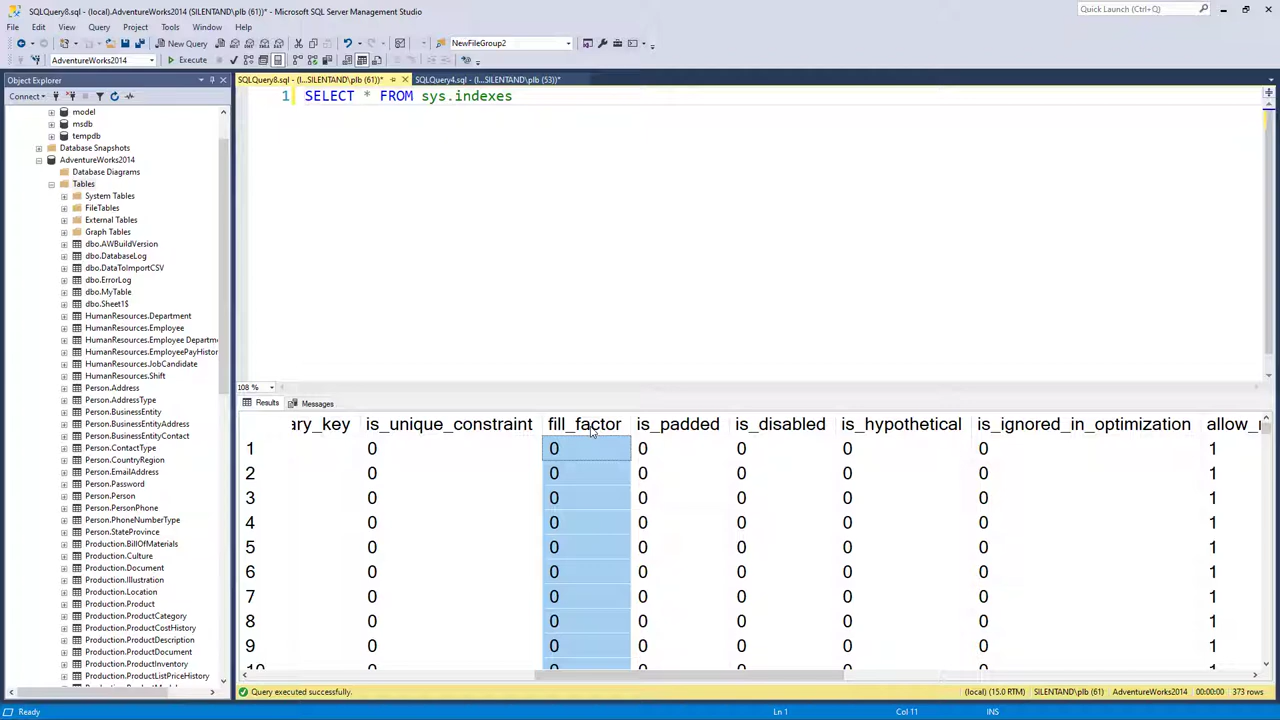 SQLQuery8.sql - (local).AdventureWorks2014 (SILENTAND\plb (61))* - Microsoft SQL Server Management Studio
Quick Launch (Ctrl+Q)
File Edit View Query Project Tools Window Help
New Query
NewFileGroup2
AdventureWorks2014
Execute
Object Explorer
SQLQuery8.sql - (l...SILENTAND\plb (61))*
SQLQuery4.sql - (l...SILENTAND\plb (53))*
Connect
1
SELECT * FROM sys.indexes
model
msdb
tempdb
Database Snapshots
AdventureWorks2014
Database Diagrams
Tables
System Tables
FileTables
External Tables
Graph Tables
dbo.AWBuildVersion
dbo.DatabaseLog
dbo.DataToImportCSV
dbo.ErrorLog
dbo.MyTable
dbo.Sheet1$
HumanResources.Department
HumanResources.Employee
HumanResources.Employee Departm
HumanResources.EmployeePayHistor
HumanResources.JobCandidate
HumanResources.Shift
Person.Address
Person.AddressType
Person.BusinessEntity
Person.BusinessEntityAddress
Person.BusinessEntityContact
Person.ContactType
Person.CountryRegion
Person.EmailAddress
Person.Password
Person.Person
Person.PersonPhone
Person.PhoneNumberType
Person.StateProvince
Production.BillOfMaterials
Production.Culture
Production.Document
Production.Illustration
Production.Location
Production.Product
Production.ProductCategory
Production.ProductCostHistory
Production.ProductDescription
Production.ProductDocument
Production.ProductInventory
Production.ProductListPriceHistory
108 %
Results Messages
ary_key is_unique_constraint fill_factor is_padded is_disabled is_hypothetical is_ignored_in_optimization allow_r
1 0 0 0 0 0 0 1
2 0 0 0 0 0 0 1
3 0 0 0 0 0 0 1
4 0 0 0 0 0 0 1
5 0 0 0 0 0 0 1
6 0 0 0 0 0 0 1
7 0 0 0 0 0 0 1
8 0 0 0 0 0 0 1
9 0 0 0 0 0 0 1
Query executed successfully.
(local) (15.0 RTM) SILENTAND\plb (61) AdventureWorks2014 00:00:00 373 rows
Ready
Ln 1
Col 11
INS